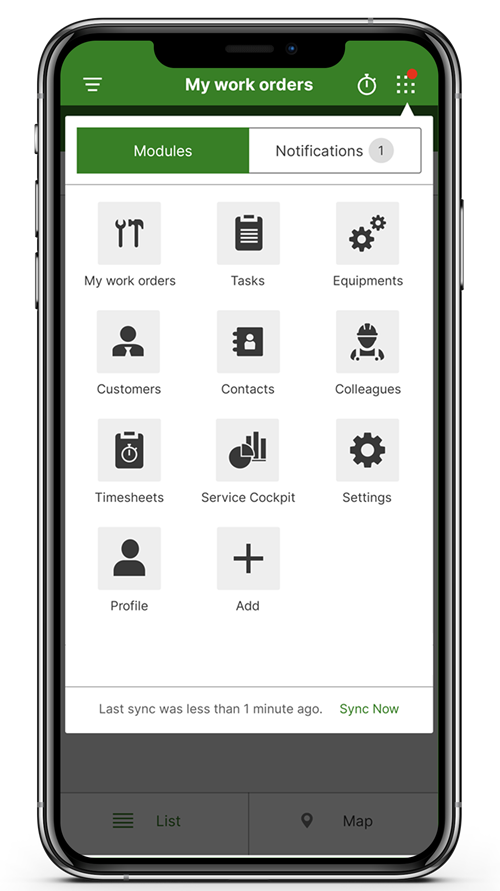 My work orders
Modules
Notifications 1
My work orders
Tasks
Equipments
Customers
Contacts
Colleagues
Timesheets
Service Cockpit
Settings
Profile
Add
Last sync was less than 1 minute ago. Sync Now
List
Map